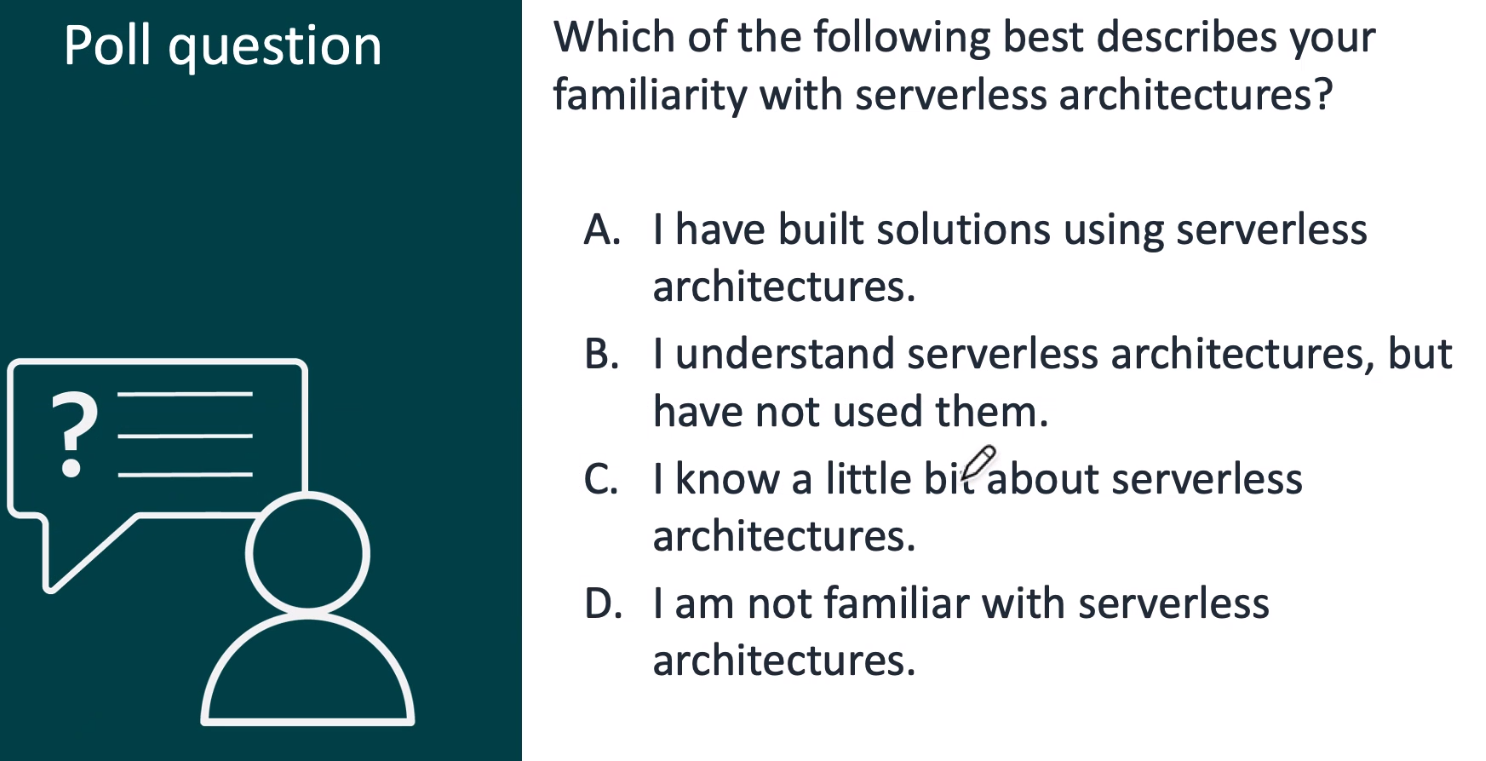 Poll question
Which of the following best describes your
familiarity with serverless architectures?
A. I have built solutions using serverless
architectures.
B. I understand serverless architectures, but
have not used them.
C. I know a little bit about serverless
architectures.
D. I am not familiar with serverless
architectures.
?